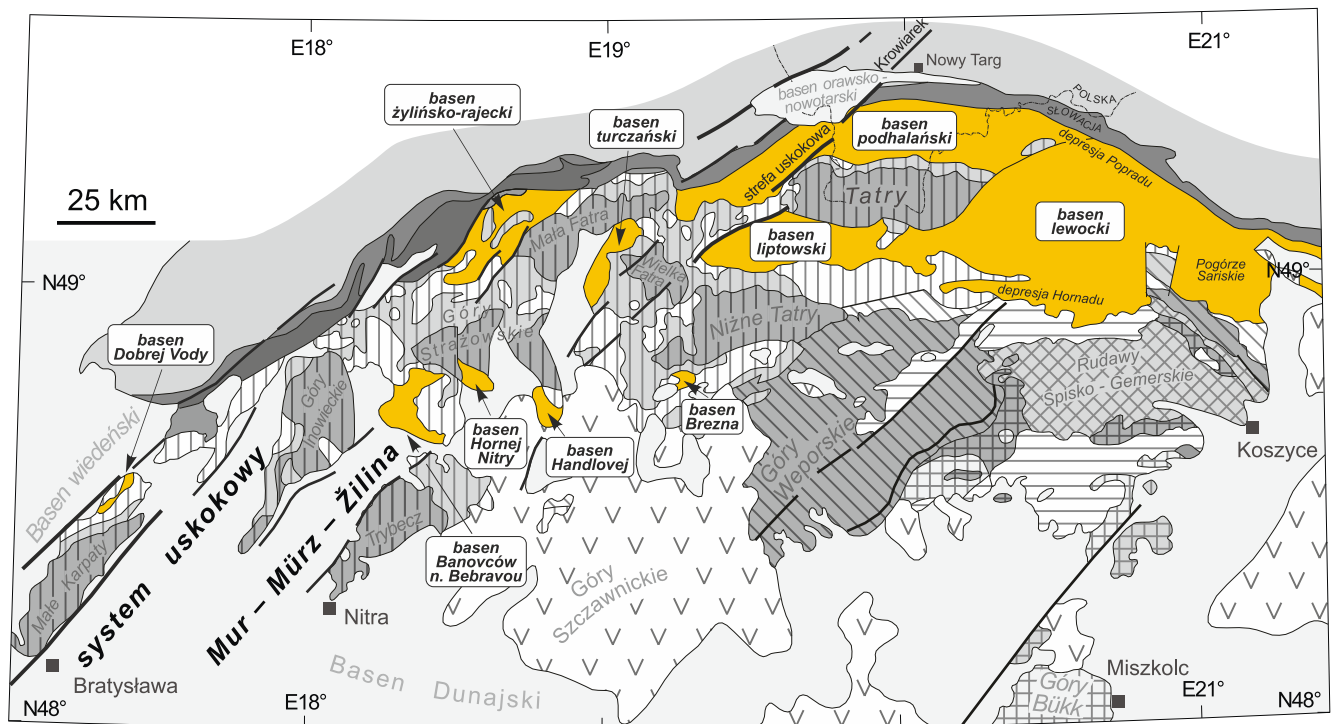 E18°
E19°
E21°
Krowiarek
Nowy Targ
basen orawsko-
nowotarski
POLSKA
SŁOWACJA
basen
żylińsko-rajecki
basen
turczański
basen
podhalański
depresja Popradu
strefa uskokowa
25 km
Tatry
basen
lewocki
Mała Fatra
basen
liptowski
Wielka
Fatra
Pogórze
Sariskie
N49°
N49°
depresja Hornadu
Góry
Strażowskie
Niżne Tatry
basen
Dobrej Vody
Rudawy
Spisko - Gemerskie
Góry
Inowieckie
basen
Brezna
basen
Hornej
Nitry
basen
Handlovej
Góry
Weporskie
Koszyce
Basen wiedeński
system uskokowy
Mur – Mürz – Žilina
Trybecz
basen
Banovców
n. Bebravou
Małe Karpaty
Góry
Szczawnickie
Nitra
Bratysława
Basen Dunajski
Miszkolc
Góry
Bükk
N48°
E18°
E21°
N48°